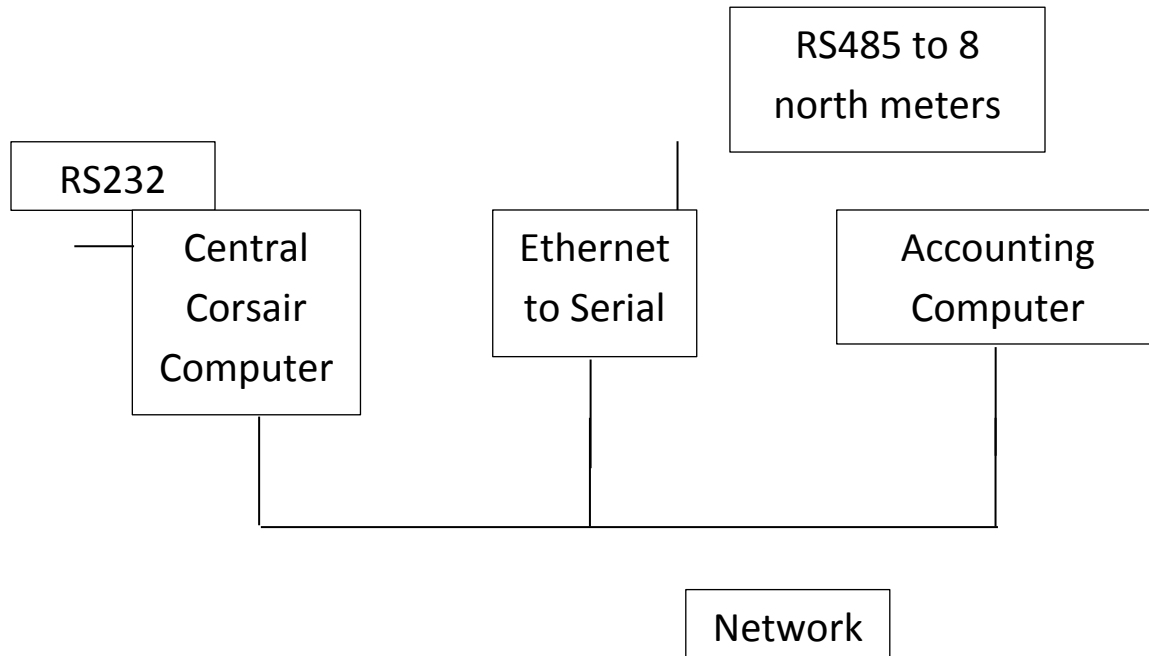 RS485 to 8
north meters
RS232
Central
Corsair
Computer
Ethernet
to Serial
Accounting
Computer
Network